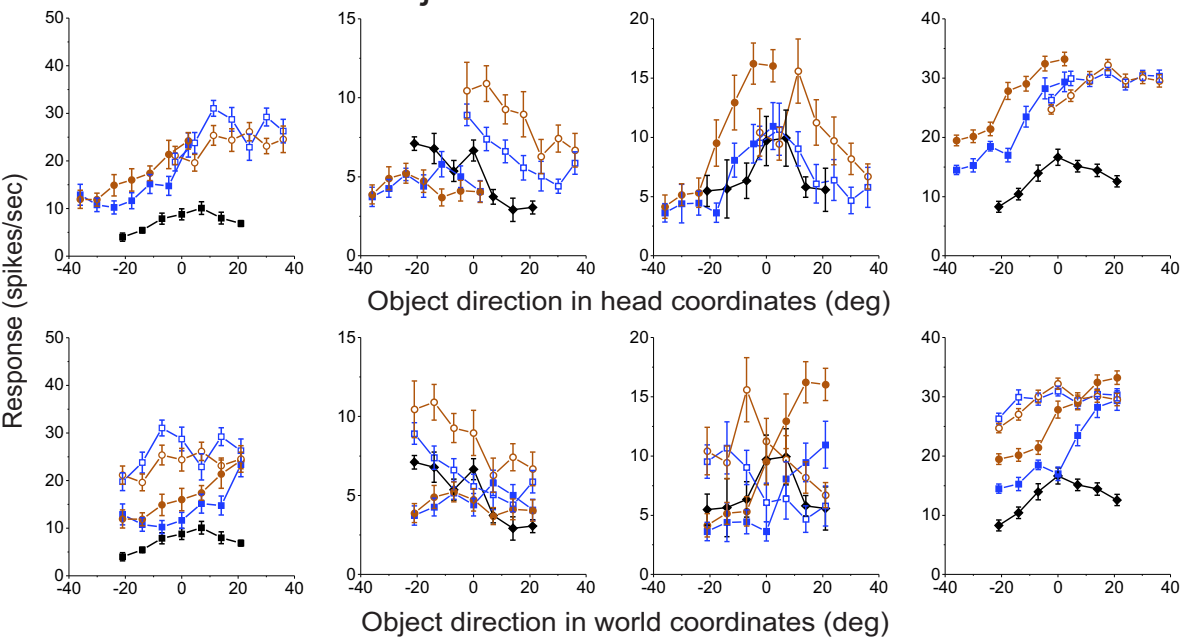 50 40 30 20 10 0
-40 -20 0 20 40
15 10 5 0
-40 -20 0 20 40
20 15 10 5 0
-40 -20 0 20 40
40 30 20 10 0
-40 -20 0 20 40
Object direction in head coordinates (deg)
Response (spikes/sec)
50 40 30 20 10 0
-40 -20 0 20 40
15 10 5 0
-40 -20 0 20 40
20 15 10 5 0
-40 -20 0 20 40
40 30 20 10 0
-40 -20 0 20 40
Object direction in world coordinates (deg)